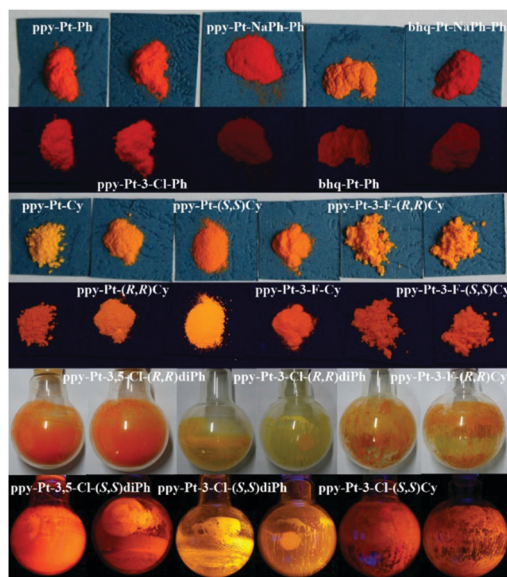 ppy-Pt-Ph ppy-Pt-NaPh-Ph bhq-Pt-NaPh-Ph
ppy-Pt-3-Cl-Ph bhq-Pt-Ph
ppy-Pt-Cy ppy-Pt-(S,S)Cy ppy-Pt-3-F-(R,R)Cy
ppy-Pt-(R,R)Cy ppy-Pt-3-F-Cy ppy-Pt-3-F-(S,S)Cy
ppy-Pt-3,5-Cl-(R,R)diPh ppy-Pt-3-Cl-(R,R)diPh ppy-Pt-3-F-(R,R)Cy
ppy-Pt-3,5-Cl-(S,S)diPh ppy-Pt-3-Cl-(S,S)diPh ppy-Pt-3-Cl-(S,S)Cy